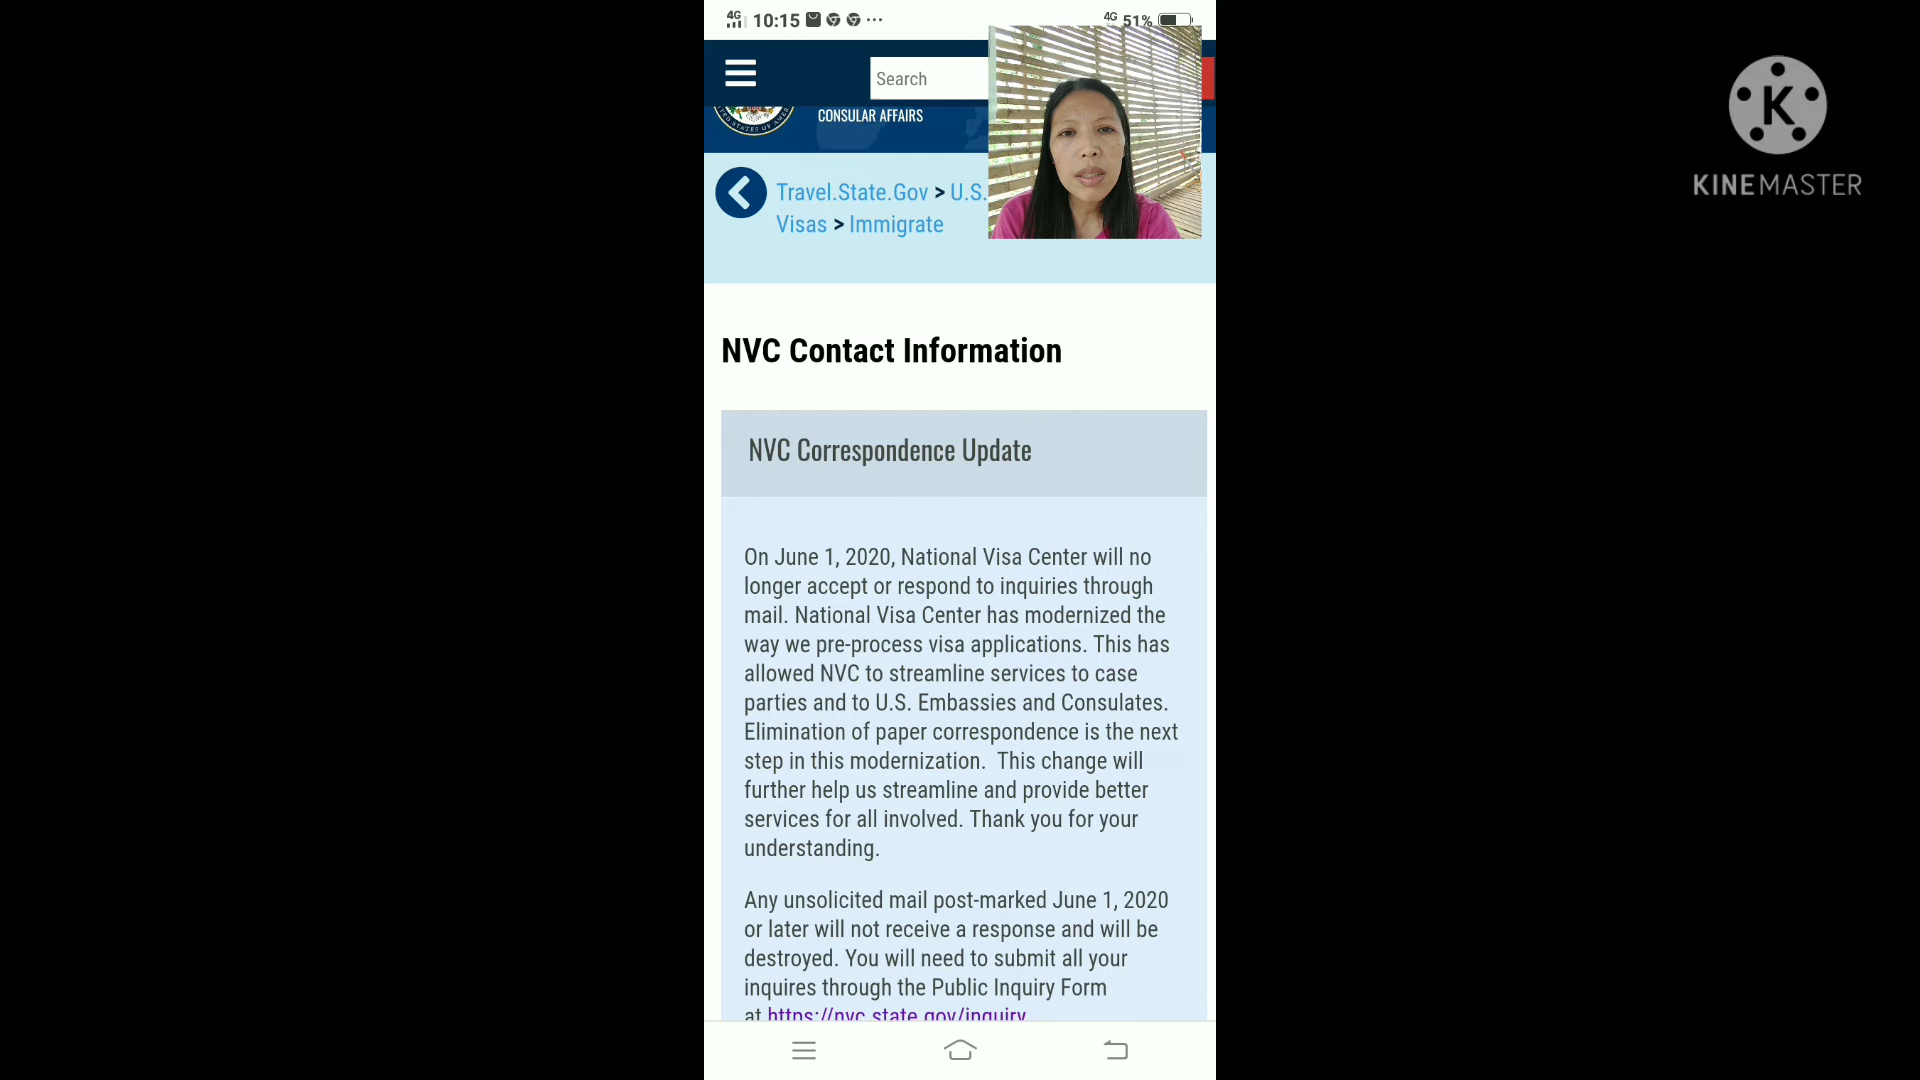 4G 10:15
4G 51%
Search
UNITED STATES OF AMER
CONSULAR AFFAIRS
Travel.State.Gov > U.S.
Visas > Immigrate
NVC Contact Information
NVC Correspondence Update
On June 1, 2020, National Visa Center will no
longer accept or respond to inquiries through
mail. National Visa Center has modernized the
way we pre-process visa applications. This has
allowed NVC to streamline services to case
parties and to U.S. Embassies and Consulates.
Elimination of paper correspondence is the next
step in this modernization. This change will
further help us streamline and provide better
services for all involved. Thank you for your
understanding.
Any unsolicited mail post-marked June 1, 2020
or later will not receive a response and will be
destroyed. You will need to submit all your
inquires through the Public Inquiry Form
at https://nvc.state.gov/inquiry
K
KINEMASTER